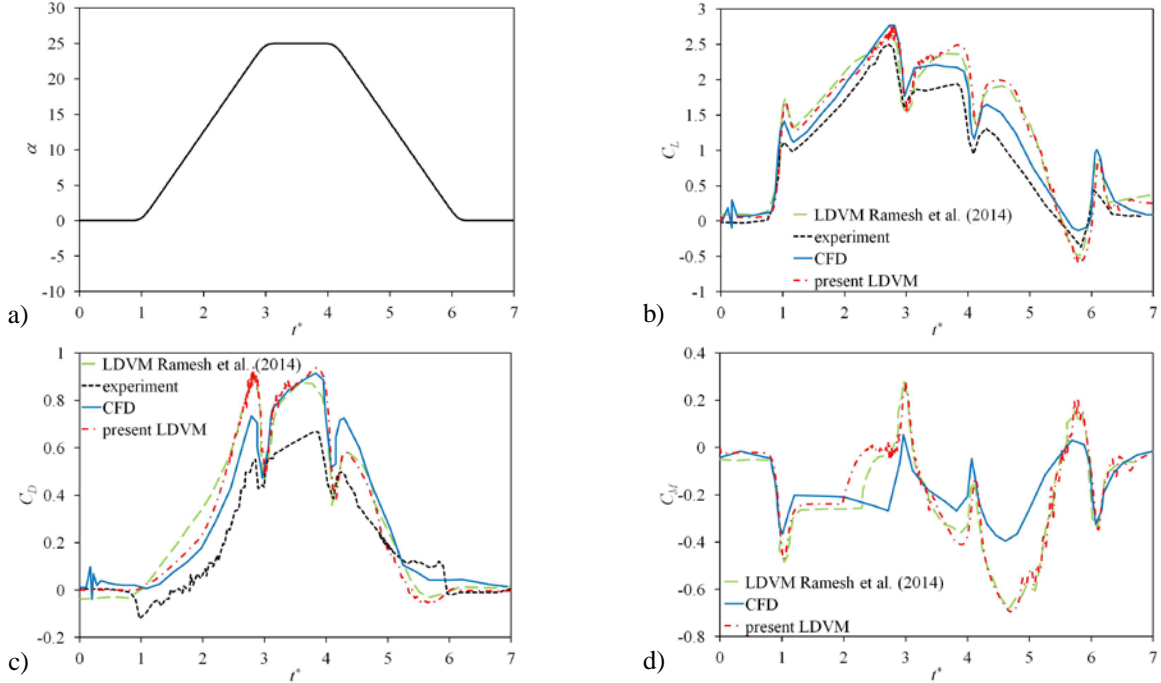 30
25
20
15
10
5
0
-5
-10
α
0 1 2 3 4 5 6 7
t*
a)
3
2.5
2
1.5
1
0.5
0
-0.5
-1
C_L
LDVM Ramesh et al. (2014)
experiment
CFD
present LDVM
0 1 2 3 4 5 6 7
t*
b)
1
0.8
0.6
0.4
0.2
0
-0.2
C_D
LDVM Ramesh et al. (2014)
experiment
CFD
present LDVM
0 1 2 3 4 5 6 7
t*
c)
0.4
0.2
0
-0.2
-0.4
-0.6
-0.8
C_M
LDVM Ramesh et al. (2014)
CFD
present LDVM
0 1 2 3 4 5 6 7
t*
d)